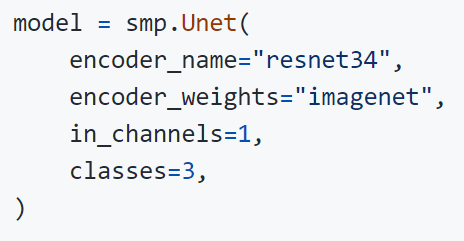 model = smp.Unet(
    encoder_name="resnet34",
    encoder_weights="imagenet",
    in_channels=1,
    classes=3,
)